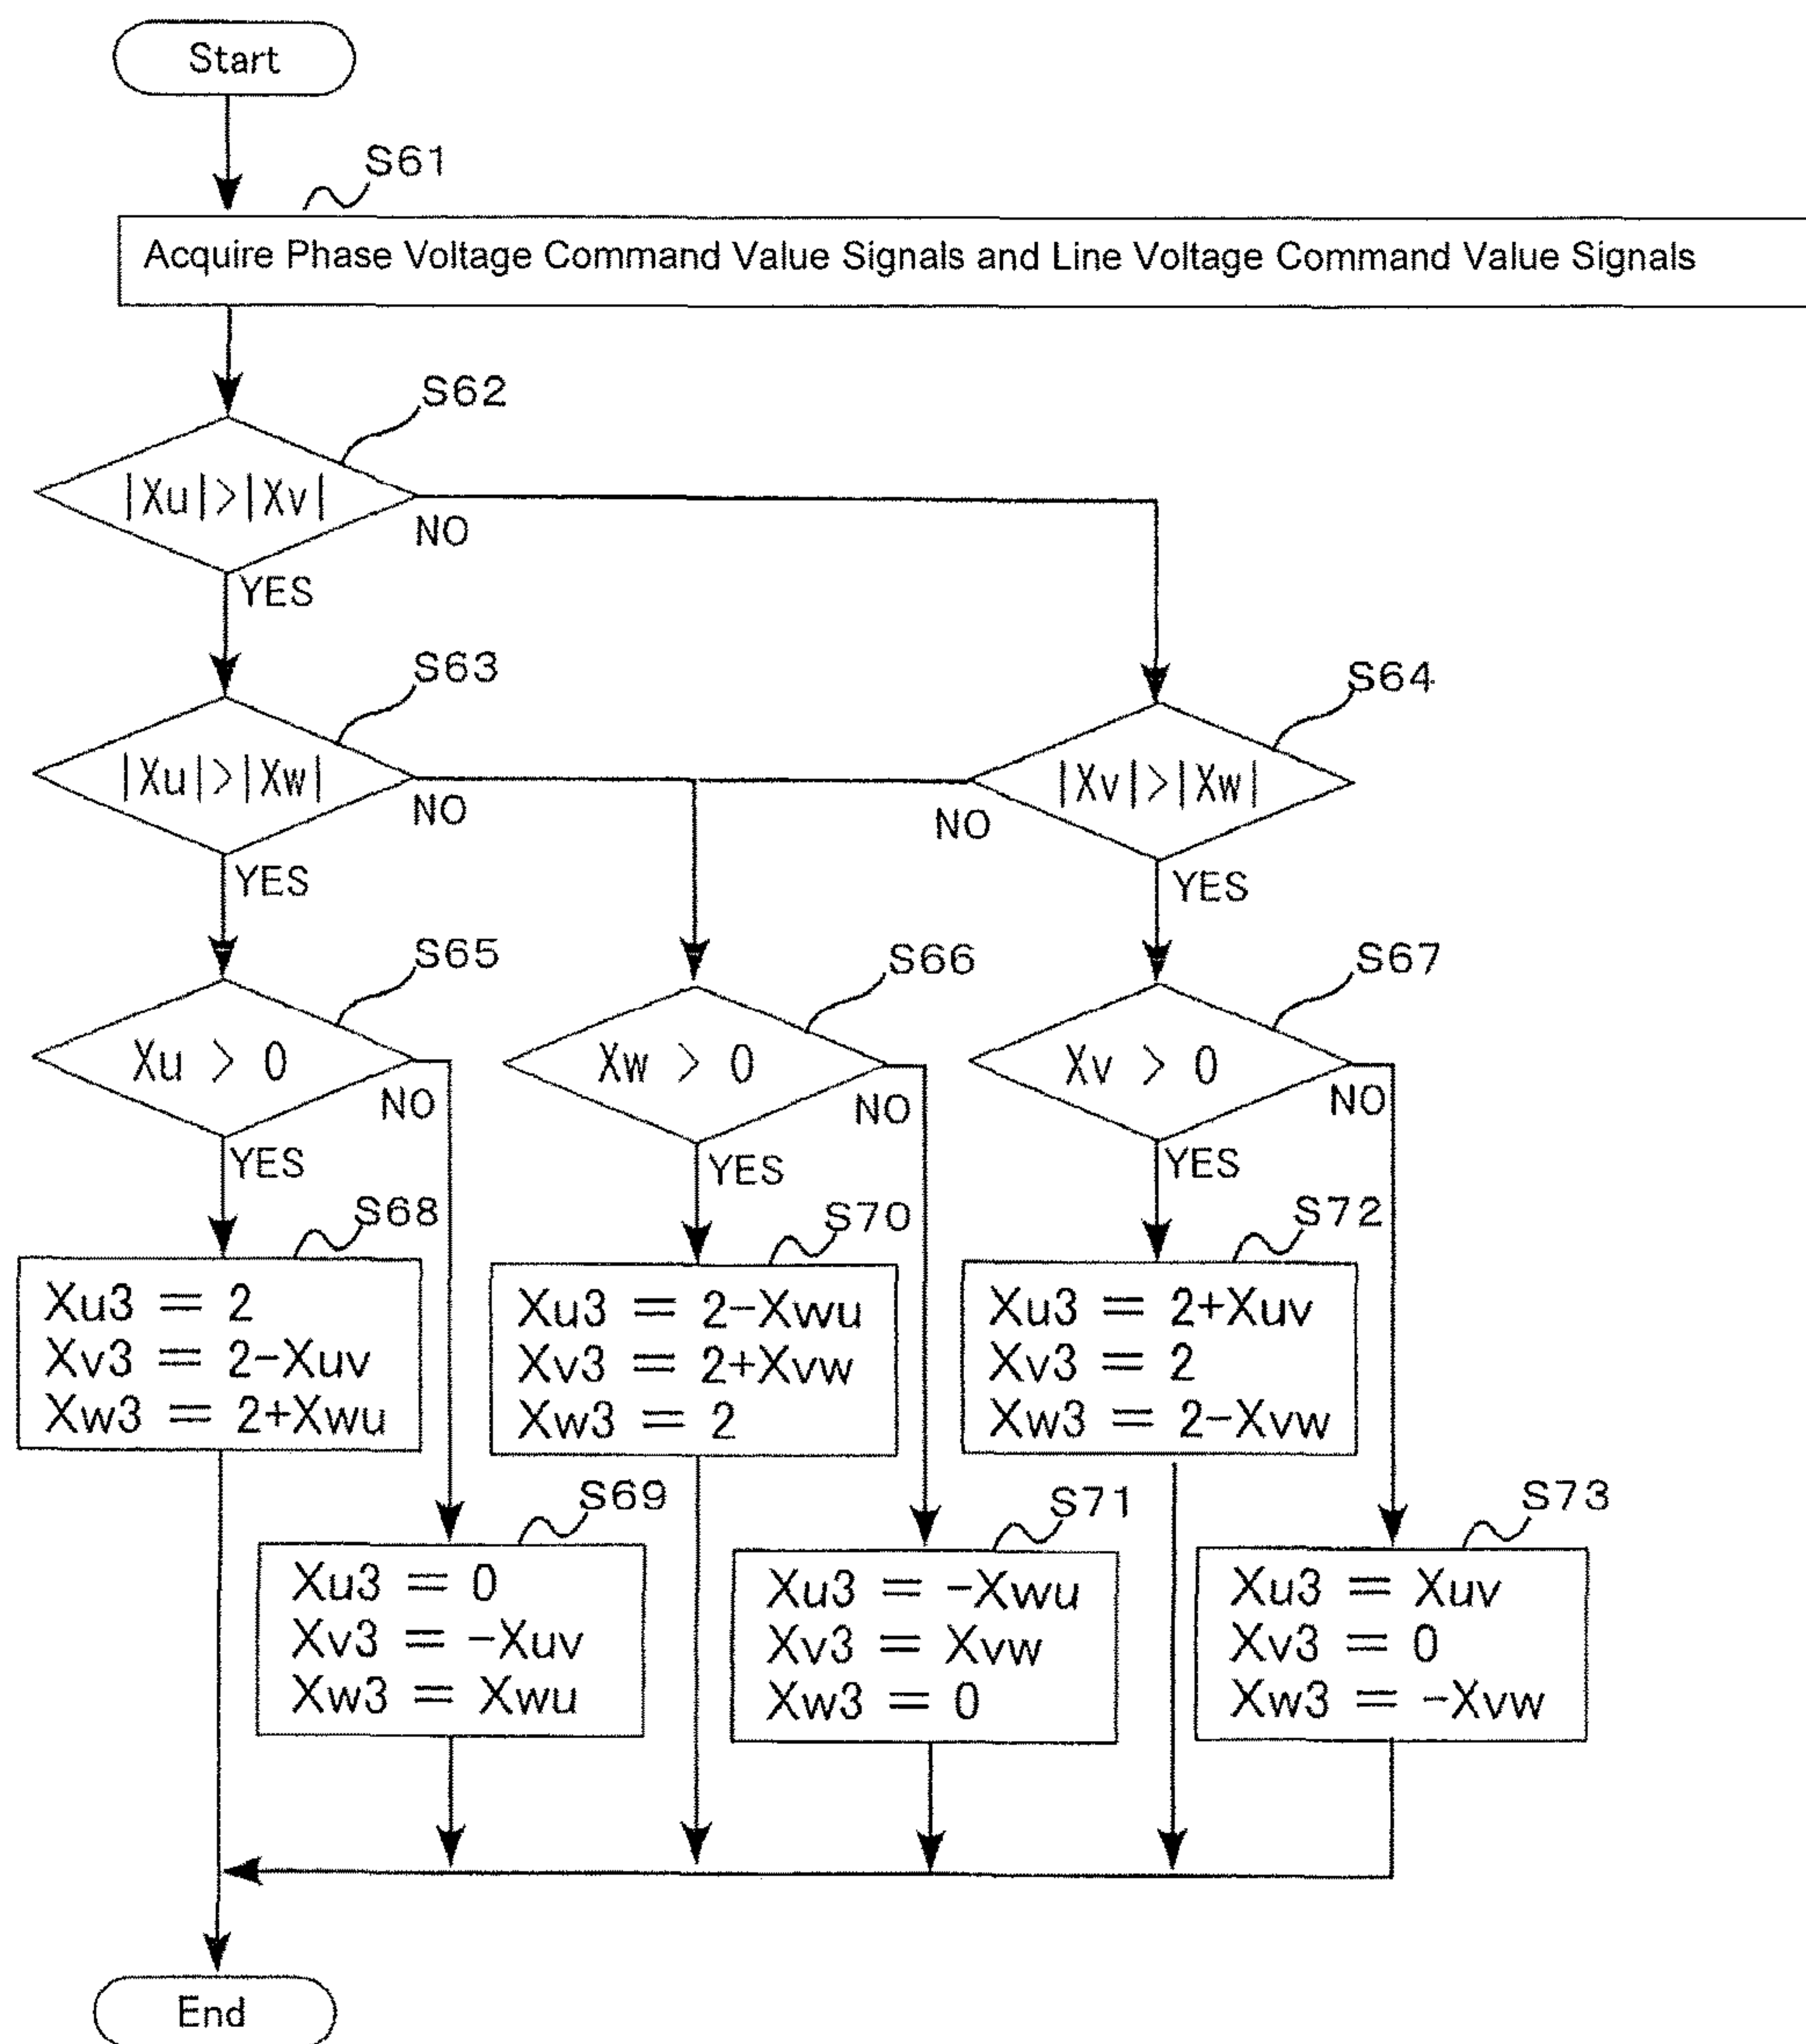 Start
S61
Acquire Phase Voltage Command Value Signals and Line Voltage Command Value Signals
S62
|Xu|>|Xv|
NO
YES
S63
|Xu|>|Xw|
NO
YES
S64
|Xv|>|Xw|
NO
YES
S65
Xu > 0
NO
YES
S66
Xw > 0
NO
YES
S67
Xv > 0
NO
YES
S68
Xu3 = 2
Xv3 = 2-Xuv
Xw3 = 2+Xwu
S70
Xu3 = 2-Xwu
Xv3 = 2+Xvw
Xw3 = 2
S72
Xu3 = 2+Xuv
Xv3 = 2
Xw3 = 2-Xvw
S69
Xu3 = 0
Xv3 = -Xuv
Xw3 = Xwu
S71
Xu3 = -Xwu
Xv3 = Xvw
Xw3 = 0
S73
Xu3 = Xuv
Xv3 = 0
Xw3 = -Xvw
End